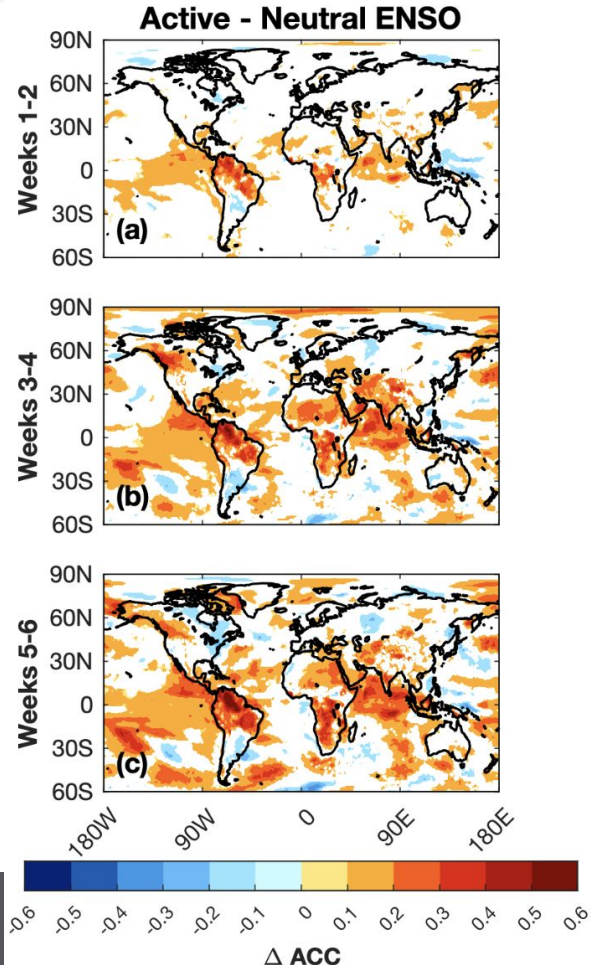 Active - Neutral ENSO
90N
60N
30N
0
30S
60S
Weeks 1-2
(a)
90N
60N
30N
0
30S
60S
Weeks 3-4
(b)
90N
60N
30N
0
30S
60S
Weeks 5-6
(c)
180W 90W 0 90E 180E
-0.6 -0.5 -0.4 -0.3 -0.2 -0.1 0 0.1 0.2 0.3 0.4 0.5 0.6
Δ ACC